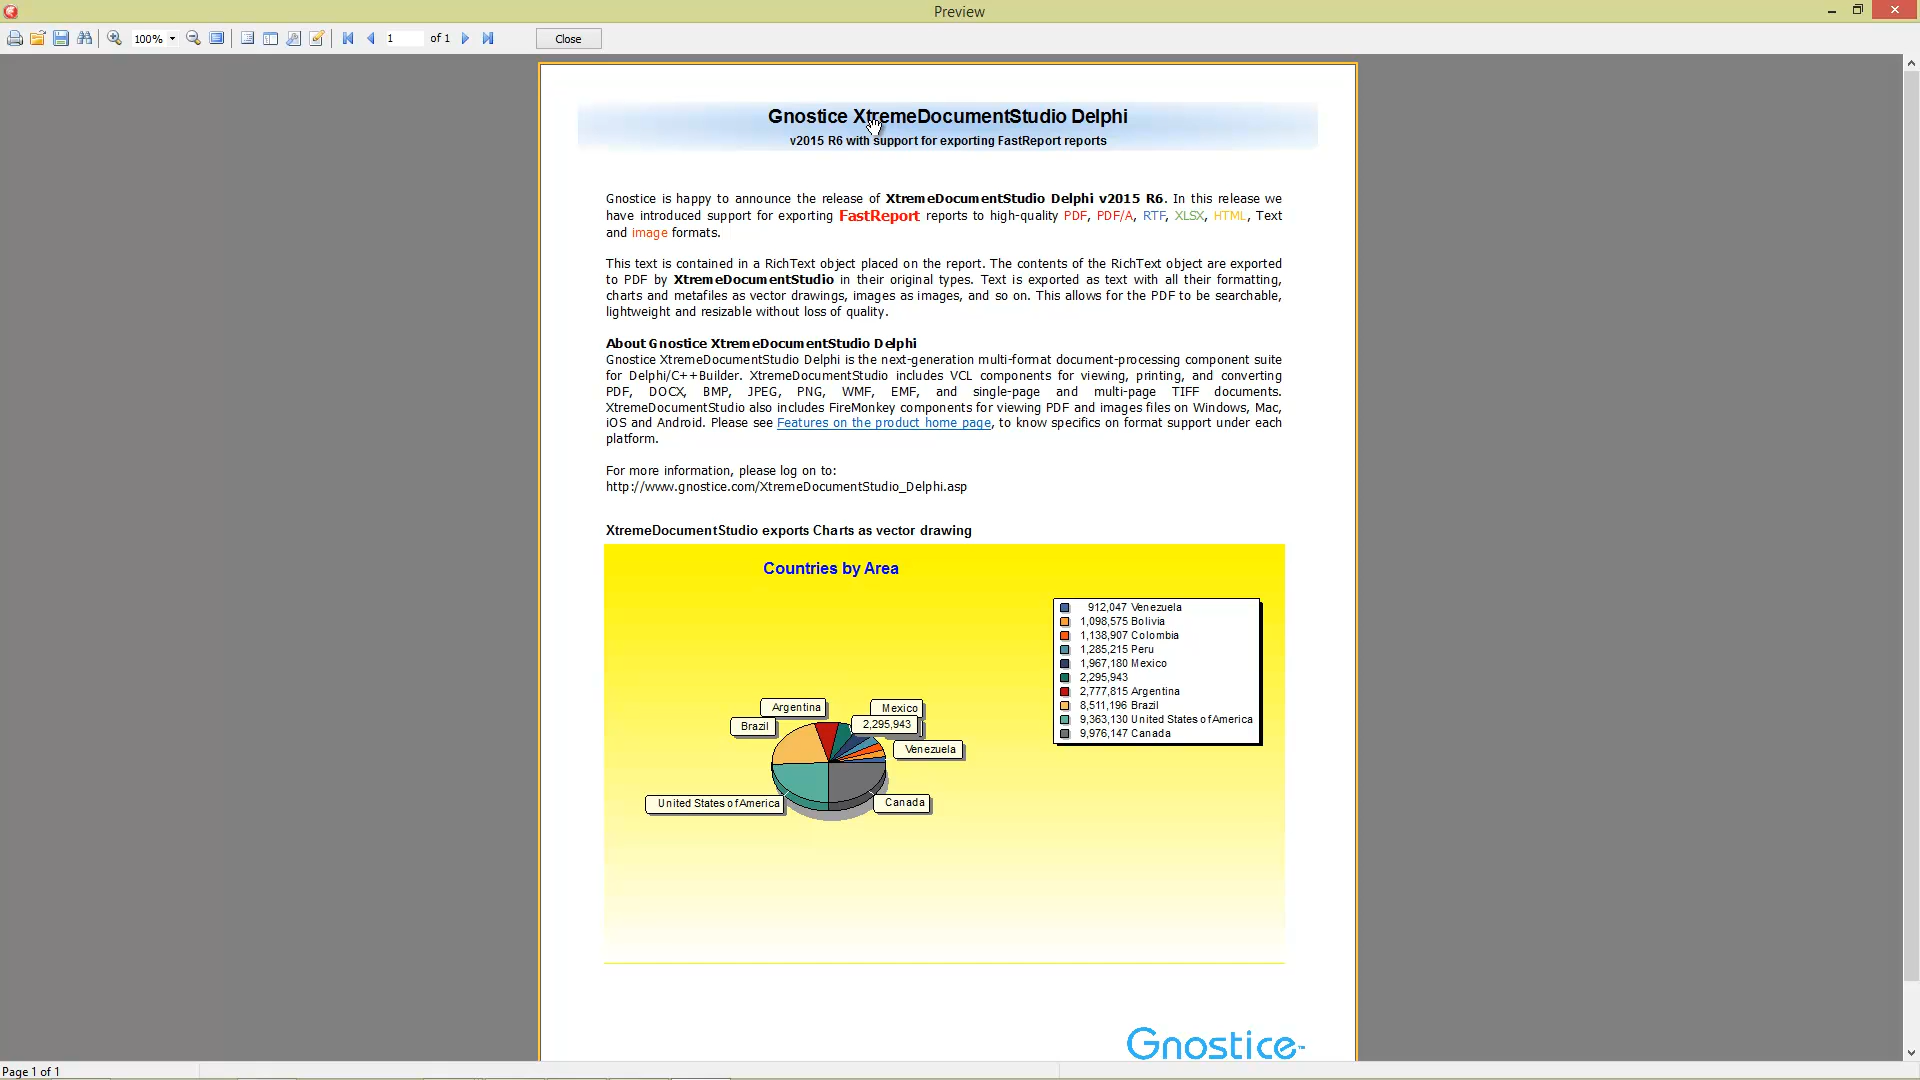 Preview
100%
1
of 1
Close
Gnostice XtremeDocumentStudio Delphi
v2015 R6 with support for exporting FastReport reports
Gnostice is happy to announce the release of XtremeDocumentStudio Delphi v2015 R6. In this release we
have introduced support for exporting FastReport reports to high-quality PDF, PDF/A, RTF, XLSX, HTML, Text
and image formats.
This text is contained in a RichText object placed on the report. The contents of the RichText object are exported
to PDF by XtremeDocumentStudio in their original types. Text is exported as text with all their formatting,
charts and metafiles as vector drawings, images as images, and so on. This allows for the PDF to be searchable,
lightweight and resizable without loss of quality.
About Gnostice XtremeDocumentStudio Delphi
Gnostice XtremeDocumentStudio Delphi is the next-generation multi-format document-processing component suite
for Delphi/C++Builder. XtremeDocumentStudio includes VCL components for viewing, printing, and converting
PDF, DOCX, BMP, JPEG, PNG, WMF, EMF, and single-page and multi-page TIFF documents.
XtremeDocumentStudio also includes FireMonkey components for viewing PDF and images files on Windows, Mac,
iOS and Android. Please see Features on the product home page, to know specifics on format support under each
platform.
For more information, please log on to:
http://www.gnostice.com/XtremeDocumentStudio_Delphi.asp
XtremeDocumentStudio exports Charts as vector drawing
Countries by Area
912,047 Venezuela
1,098,575 Bolivia
1,138,907 Colombia
1,285,215 Peru
1,967,180 Mexico
2,295,943
2,777,815 Argentina
8,511,196 Brazil
9,363,130 United States of America
9,976,147 Canada
Argentina
Mexico
Brazil
2,295,943
Venezuela
United States of America
Canada
Gnostice™
Page 1 of 1